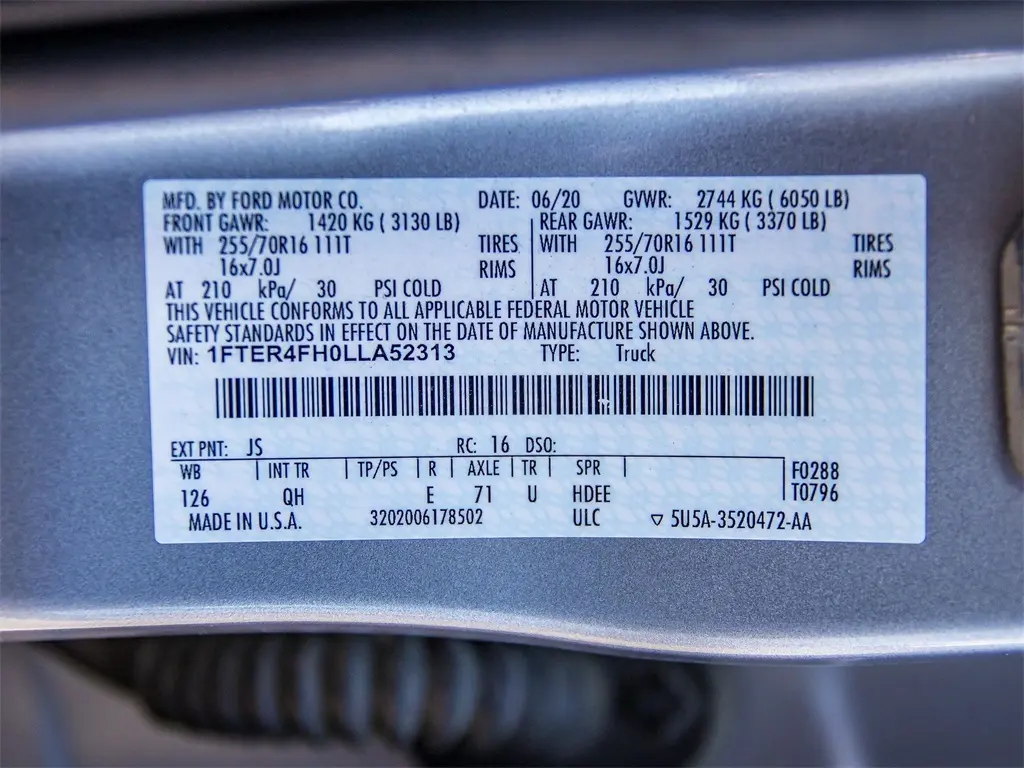 MFD. BY FORD MOTOR CO. DATE: 06/20 GVWR: 2744 KG ( 6050 LB)
FRONT GAWR: 1420 KG ( 3130 LB) REAR GAWR: 1529 KG ( 3370 LB)
WITH 255/70R16 111T TIRES WITH 255/70R16 111T TIRES
16x7.0J RIMS 16x7.0J RIMS
AT 210 kPa/ 30 PSI COLD AT 210 kPa/ 30 PSI COLD
THIS VEHICLE CONFORMS TO ALL APPLICABLE FEDERAL MOTOR VEHICLE
SAFETY STANDARDS IN EFFECT ON THE DATE OF MANUFACTURE SHOWN ABOVE.
VIN: 1FTER4FH0LLA52313 TYPE: Truck
EXT PNT: JS RC: 16 DSO:
WB INT TR TP/PS R AXLE TR SPR F0288
126 QH E 71 U HDEE T0796
MADE IN U.S.A. 3202006178502 ULC ▽ 5U5A-3520472-AA